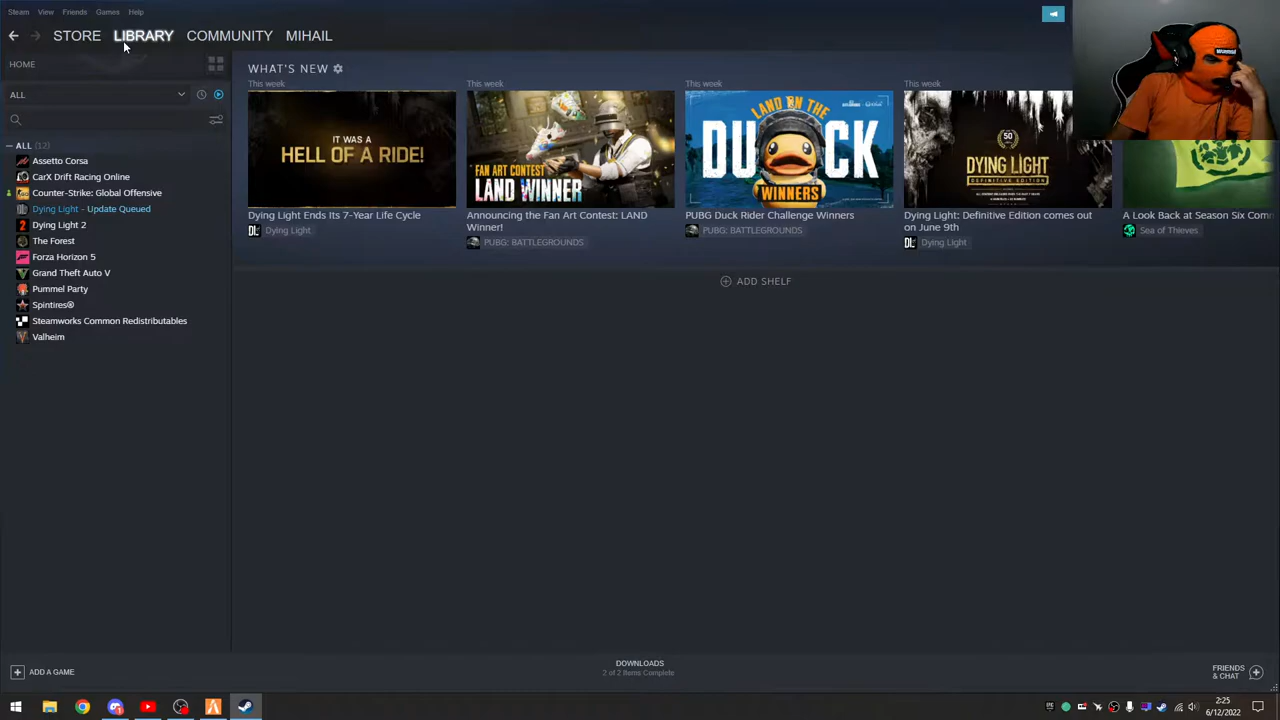 Steam View Friends Games Help
STORE LIBRARY COMMUNITY MIHAIL
HOME
ALL
ALL (12)
Assetto Corsa
CarX Drift Racing Online
Counter-Strike: Global Offensive
Dying Light - Update Queued
Dying Light 2
The Forest
Forza Horizon 5
Grand Theft Auto V
Pummel Party
Spintires®
Steamworks Common Redistributables
Valheim
WHAT'S NEW
This week
IT WAS A
HELL OF A RIDE!
Dying Light Ends Its 7-Year Life Cycle
DL Dying Light
This week
FAN ART CONTEST
LAND WINNER
Announcing the Fan Art Contest: LAND
Winner!
PUBG: BATTLEGROUNDS
This week
LAND ON THE
DUCK
WINNERS
PUBG Duck Rider Challenge Winners
PUBG: BATTLEGROUNDS
This week
50
DYING LIGHT
DEFINITIVE EDITION
Dying Light: Definitive Edition comes out
on June 9th
DL Dying Light
A Look Back at Season Six Com
Sea of Thieves
ADD SHELF
ADD A GAME
DOWNLOADS
2 of 2 Items Complete
FRIENDS
& CHAT
2:25
6/12/2022